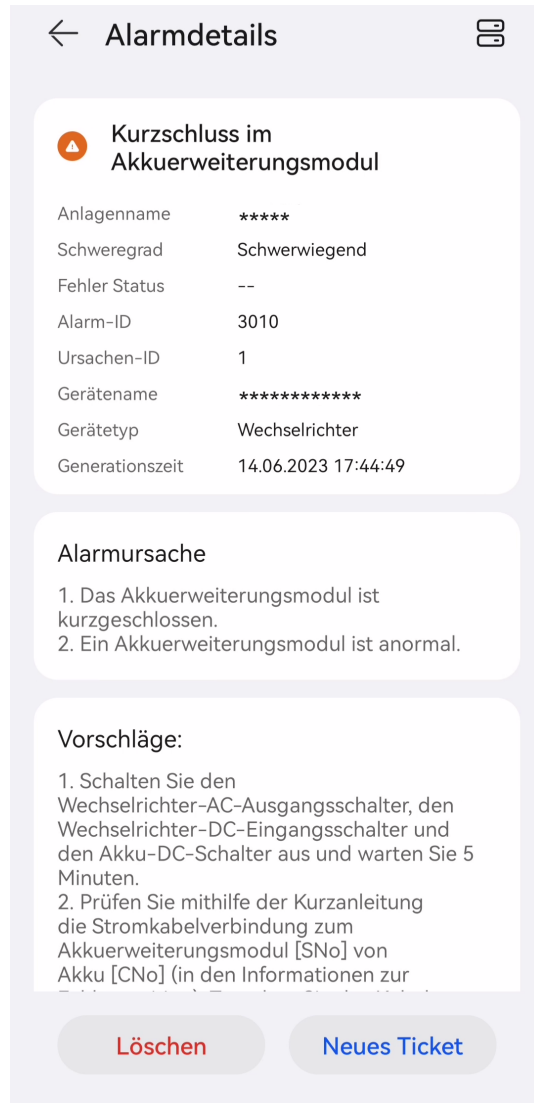 Alarmdetails
Kurzschluss im
Akkuerweiterungsmodul
Anlagenname *****
Schweregrad Schwerwiegend
Fehler Status --
Alarm-ID 3010
Ursachen-ID 1
Gerätename ************
Gerätetyp Wechselrichter
Generationszeit 14.06.2023 17:44:49
Alarmursache
1. Das Akkuerweiterungsmodul ist
kurzgeschlossen.
2. Ein Akkuerweiterungsmodul ist anormal.
Vorschläge:
1. Schalten Sie den
Wechselrichter-AC-Ausgangsschalter, den
Wechselrichter-DC-Eingangsschalter und
den Akku-DC-Schalter aus und warten Sie 5
Minuten.
2. Prüfen Sie mithilfe der Kurzanleitung
die Stromkabelverbindung zum
Akkuerweiterungsmodul [SNo] von
Akku [CNo] (in den Informationen zur
Löschen
Neues Ticket